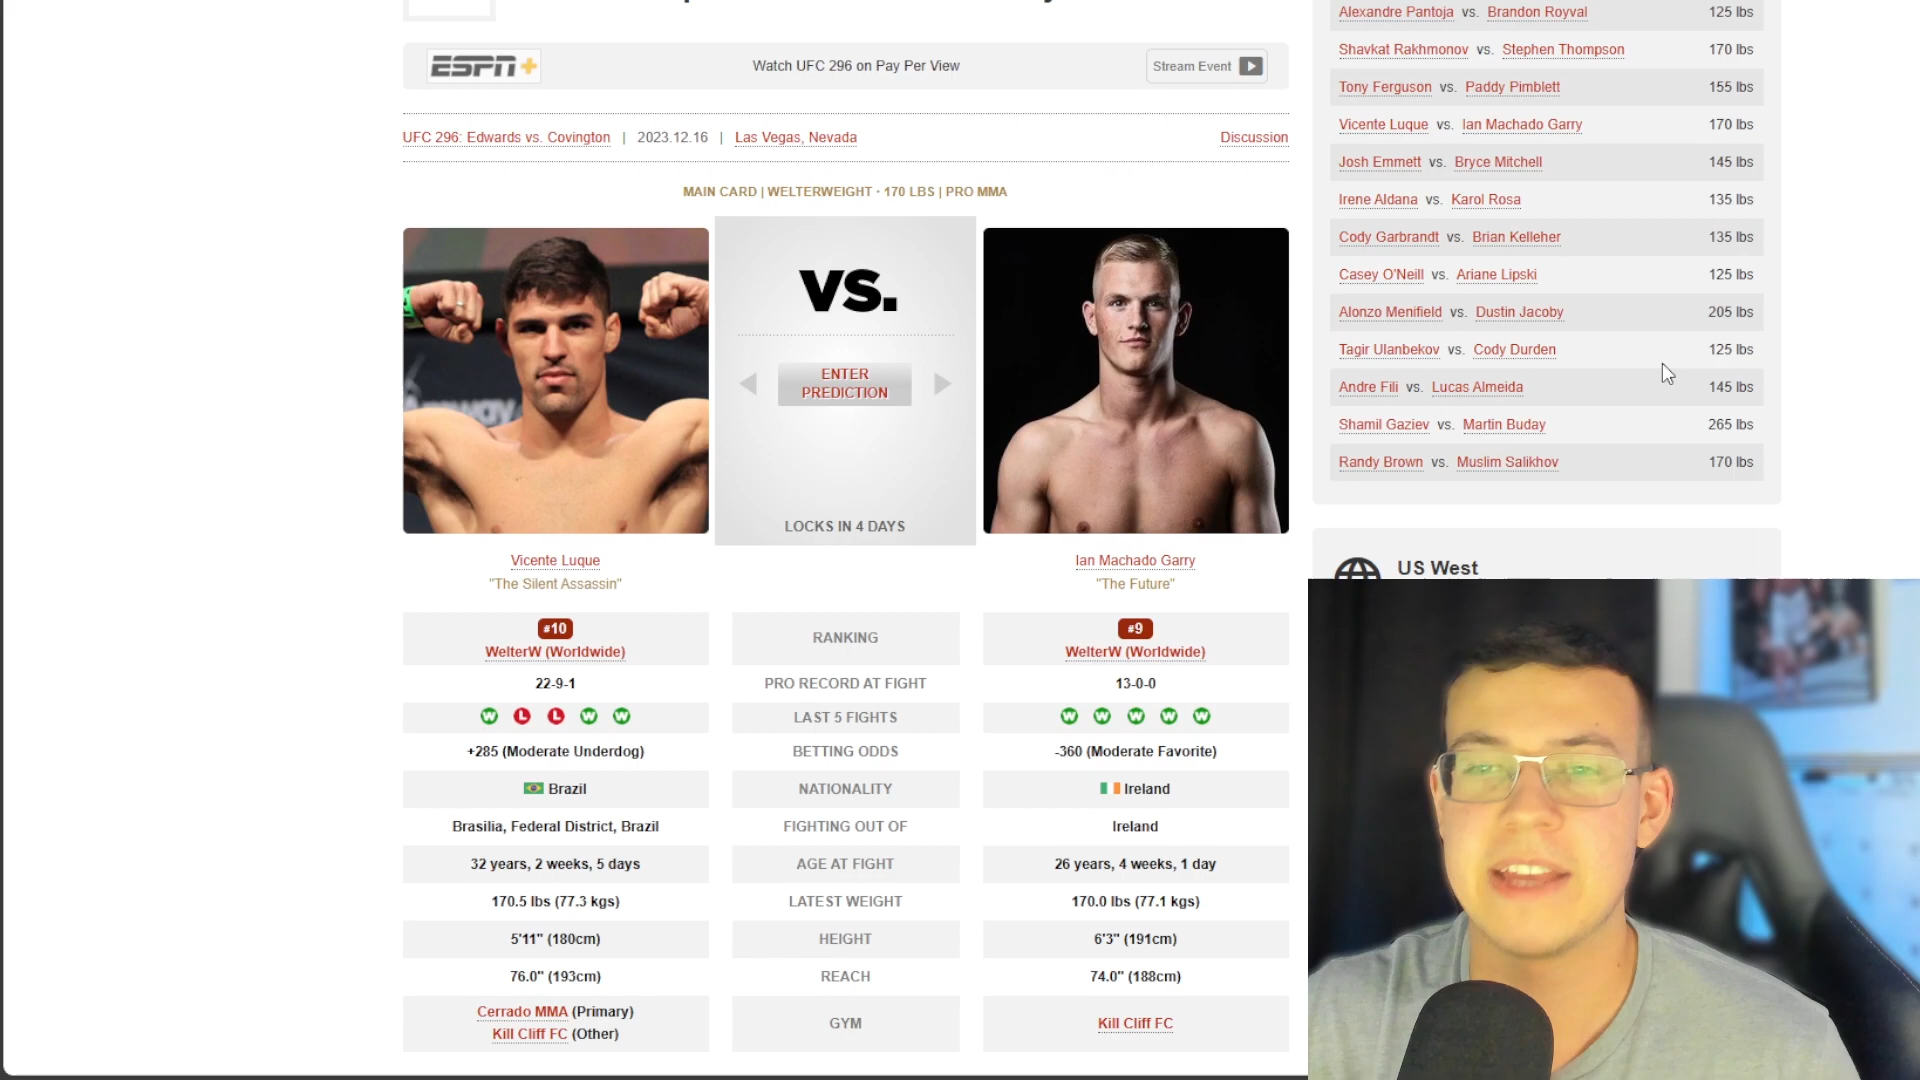 ESPN+
Watch UFC 296 on Pay Per View
Stream Event
UFC 296: Edwards vs. Covington | 2023.12.16 | Las Vegas, Nevada
Discussion
MAIN CARD | WELTERWEIGHT · 170 LBS | PRO MMA
VS.
ENTER
PREDICTION
LOCKS IN 4 DAYS
Vicente Luque
"The Silent Assassin"
Ian Machado Garry
"The Future"
#10
WelterW (Worldwide)
RANKING
#9
WelterW (Worldwide)
22-9-1 PRO RECORD AT FIGHT 13-0-0
W L L W W LAST 5 FIGHTS W W W W W
+285 (Moderate Underdog) BETTING ODDS -360 (Moderate Favorite)
Brazil NATIONALITY Ireland
Brasilia, Federal District, Brazil FIGHTING OUT OF Ireland
32 years, 2 weeks, 5 days AGE AT FIGHT 26 years, 4 weeks, 1 day
170.5 lbs (77.3 kgs) LATEST WEIGHT 170.0 lbs (77.1 kgs)
5'11" (180cm) HEIGHT 6'3" (191cm)
76.0" (193cm) REACH 74.0" (188cm)
Cerrado MMA (Primary)
Kill Cliff FC (Other)
GYM
Kill Cliff FC
Alexandre Pantoja vs. Brandon Royval 125 lbs
Shavkat Rakhmonov vs. Stephen Thompson 170 lbs
Tony Ferguson vs. Paddy Pimblett 155 lbs
Vicente Luque vs. Ian Machado Garry 170 lbs
Josh Emmett vs. Bryce Mitchell 145 lbs
Irene Aldana vs. Karol Rosa 135 lbs
Cody Garbrandt vs. Brian Kelleher 135 lbs
Casey O'Neill vs. Ariane Lipski 125 lbs
Alonzo Menifield vs. Dustin Jacoby 205 lbs
Tagir Ulanbekov vs. Cody Durden 125 lbs
Andre Fili vs. Lucas Almeida 145 lbs
Shamil Gaziev vs. Martin Buday 265 lbs
Randy Brown vs. Muslim Salikhov 170 lbs
US West